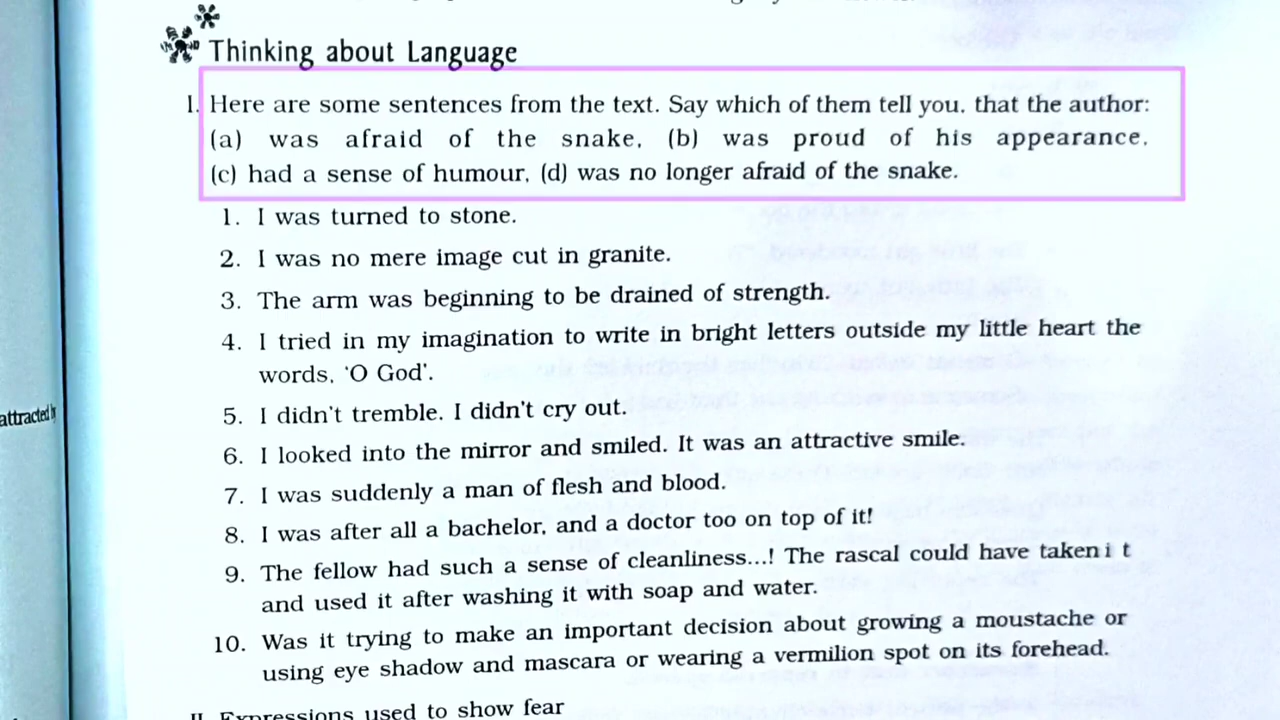 Thinking about Language
I. Here are some sentences from the text. Say which of them tell you, that the author:
(a) was afraid of the snake, (b) was proud of his appearance,
(c) had a sense of humour, (d) was no longer afraid of the snake.
1. I was turned to stone.
2. I was no mere image cut in granite.
3. The arm was beginning to be drained of strength.
4. I tried in my imagination to write in bright letters outside my little heart the
words, ‘O God’.
5. I didn't tremble. I didn't cry out.
attracted
6. I looked into the mirror and smiled. It was an attractive smile.
7. I was suddenly a man of flesh and blood.
8. I was after all a bachelor, and a doctor too on top of it!
9. The fellow had such a sense of cleanliness...! The rascal could have taken i t
and used it after washing it with soap and water.
10. Was it trying to make an important decision about growing a moustache or
using eye shadow and mascara or wearing a vermilion spot on its forehead.
II. Expressions used to show fear